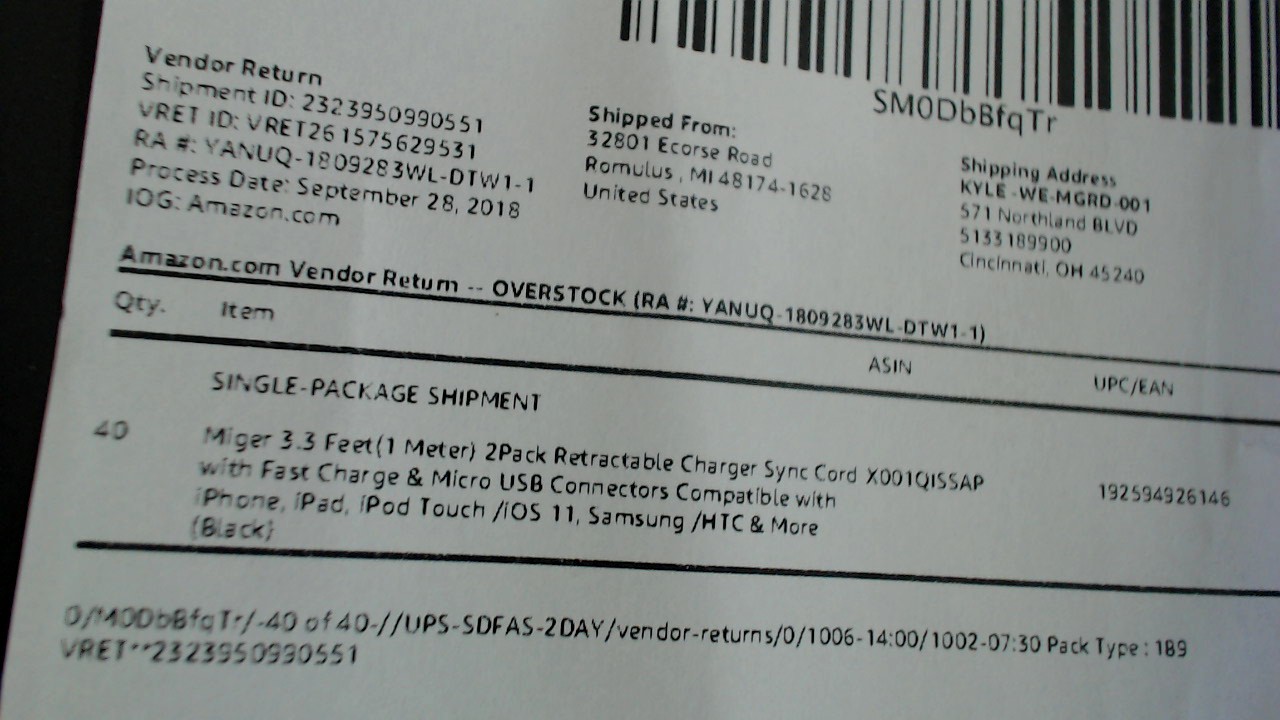 Vendor Return
Shipment ID: 2323950990551
VRET ID: VRET261575629531
RA #: YANUQ-1809283WL-DTW1-1
Process Date: September 28, 2018
IOG: Amazon.com
Shipped From:
32801 Ecorse Road
Romulus , MI 48174-1628
United States
SM0DbBfqTr
Shipping Address
KYLE -WE-MGRD-001
571 Northland BLVD
5133189900
Cincinnati, OH 45240
Amazon.com Vendor Return -- OVERSTOCK (RA #: YANUQ-1809283WL-DTW1-1)
Qty. Item ASIN UPC/EAN
SINGLE-PACKAGE SHIPMENT
40 Miger 3.3 Feet(1 Meter) 2Pack Retractable Charger Sync Cord X001QISSAP 192594926146
with Fast Charge & Micro USB Connectors Compatible with
iPhone, iPad, iPod Touch /iOS 11, Samsung /HTC & More
(Black)
0/M0DbBfqTr/-40 of 40-//UPS-SDFAS-2DAY/vendor-returns/0/1006-14:00/1002-07:30 Pack Type : 189
VRET**2323950990551